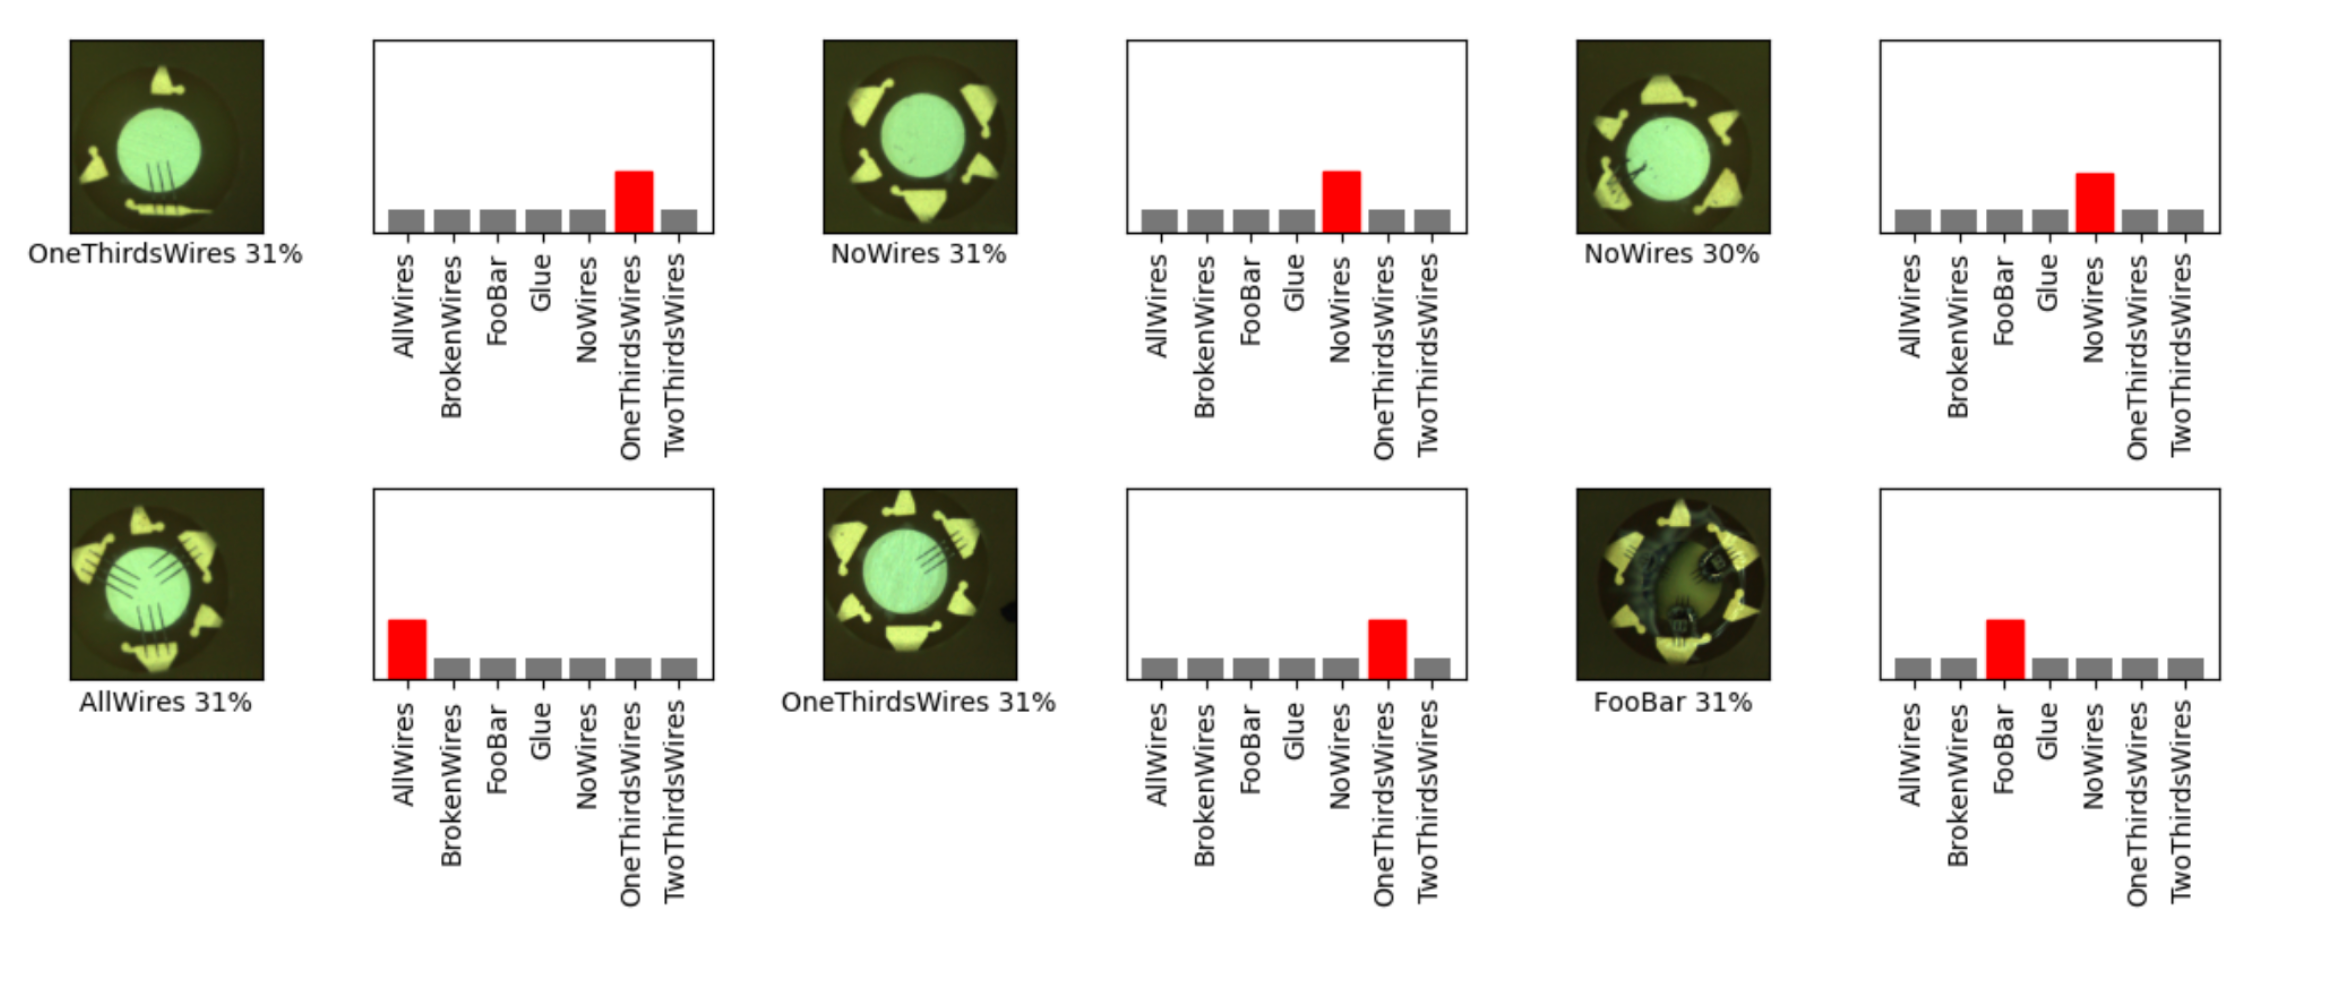 OneThirdsWires 31%
AllWires
BrokenWires
FooBar
Glue
NoWires
OneThirdsWires
TwoThirdsWires
NoWires 31%
AllWires
BrokenWires
FooBar
Glue
NoWires
OneThirdsWires
TwoThirdsWires
NoWires 30%
AllWires
BrokenWires
FooBar
Glue
NoWires
OneThirdsWires
TwoThirdsWires
AllWires 31%
AllWires
BrokenWires
FooBar
Glue
NoWires
OneThirdsWires
TwoThirdsWires
OneThirdsWires 31%
AllWires
BrokenWires
FooBar
Glue
NoWires
OneThirdsWires
TwoThirdsWires
FooBar 31%
AllWires
BrokenWires
FooBar
Glue
NoWires
OneThirdsWires
TwoThirdsWires